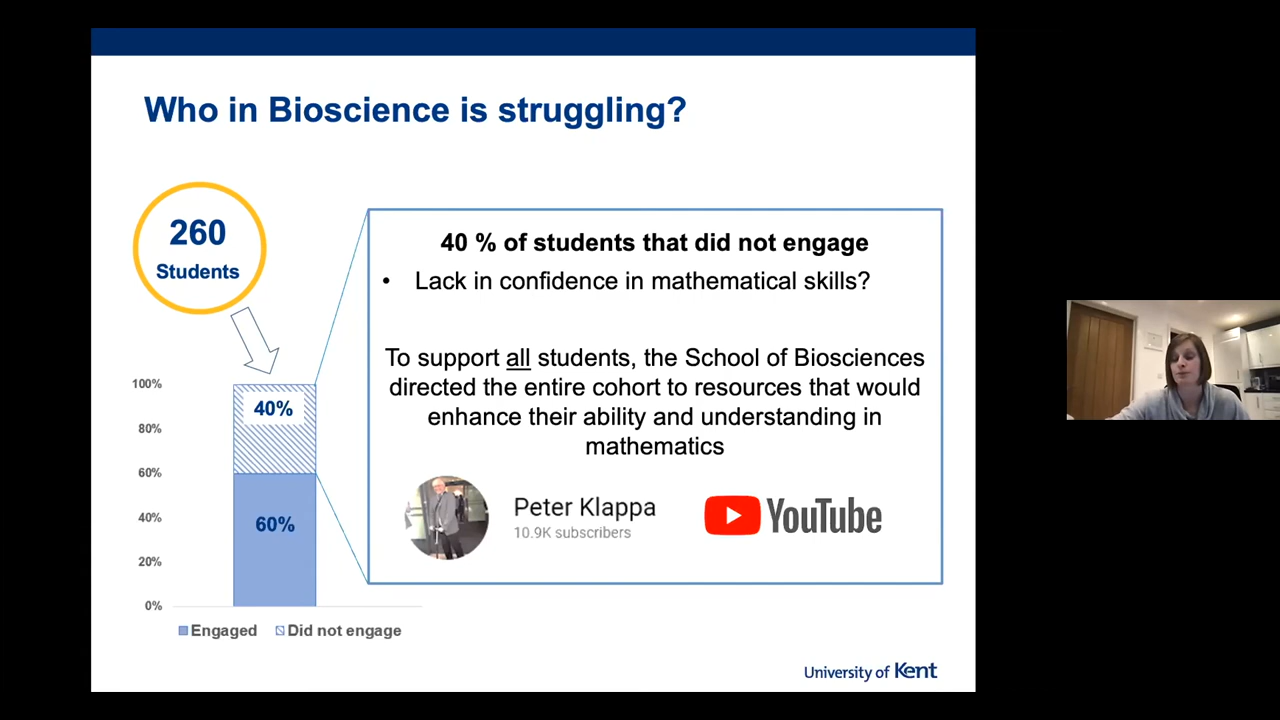 Who in Bioscience is struggling?
260
Students
40 % of students that did not engage
• Lack in confidence in mathematical skills?
To support all students, the School of Biosciences
directed the entire cohort to resources that would
enhance their ability and understanding in
mathematics
Peter Klappa
10.9K subscribers
YouTube
100%
80%
60%
40%
20%
0%
40%
60%
Engaged
Did not engage
University of Kent